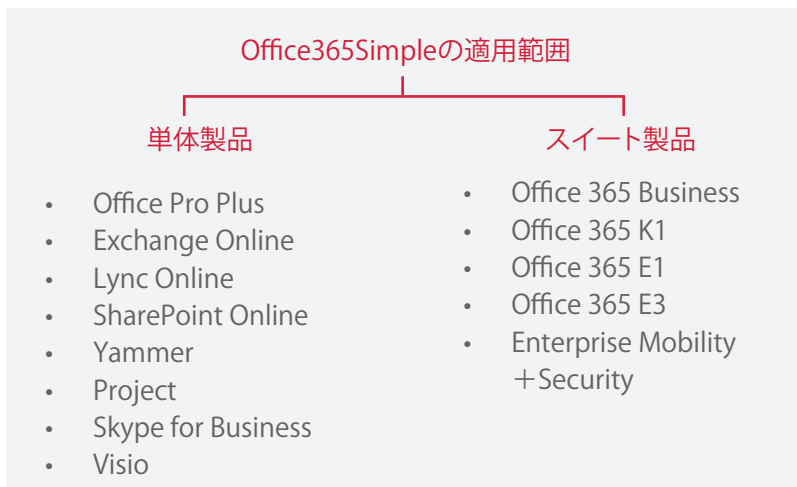 Office365Simpleの適用範囲
単体製品
• Office Pro Plus
• Exchange Online
• Lync Online
• SharePoint Online
• Yammer
• Project
• Skype for Business
• Visio
スイート製品
• Office 365 Business
• Office 365 K1
• Office 365 E1
• Office 365 E3
• Enterprise Mobility
＋Security